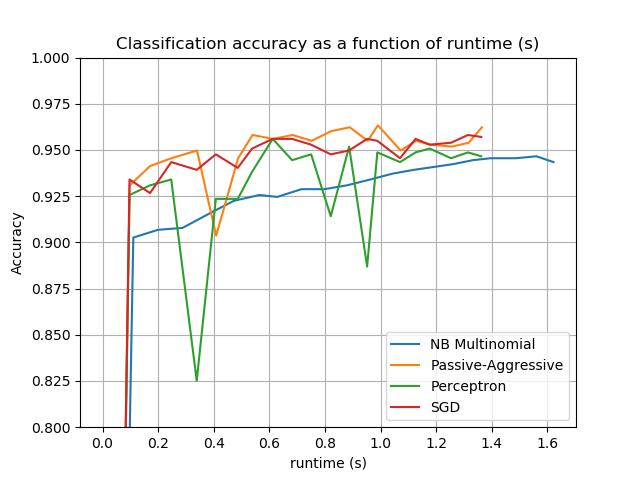 Classification accuracy as a function of runtime (s)
1.000
0.975
0.950
0.925
0.900
0.875
0.850
0.825
0.800
Accuracy
0.0 0.2 0.4 0.6 0.8 1.0 1.2 1.4 1.6
runtime (s)
NB Multinomial
Passive-Aggressive
Perceptron
SGD